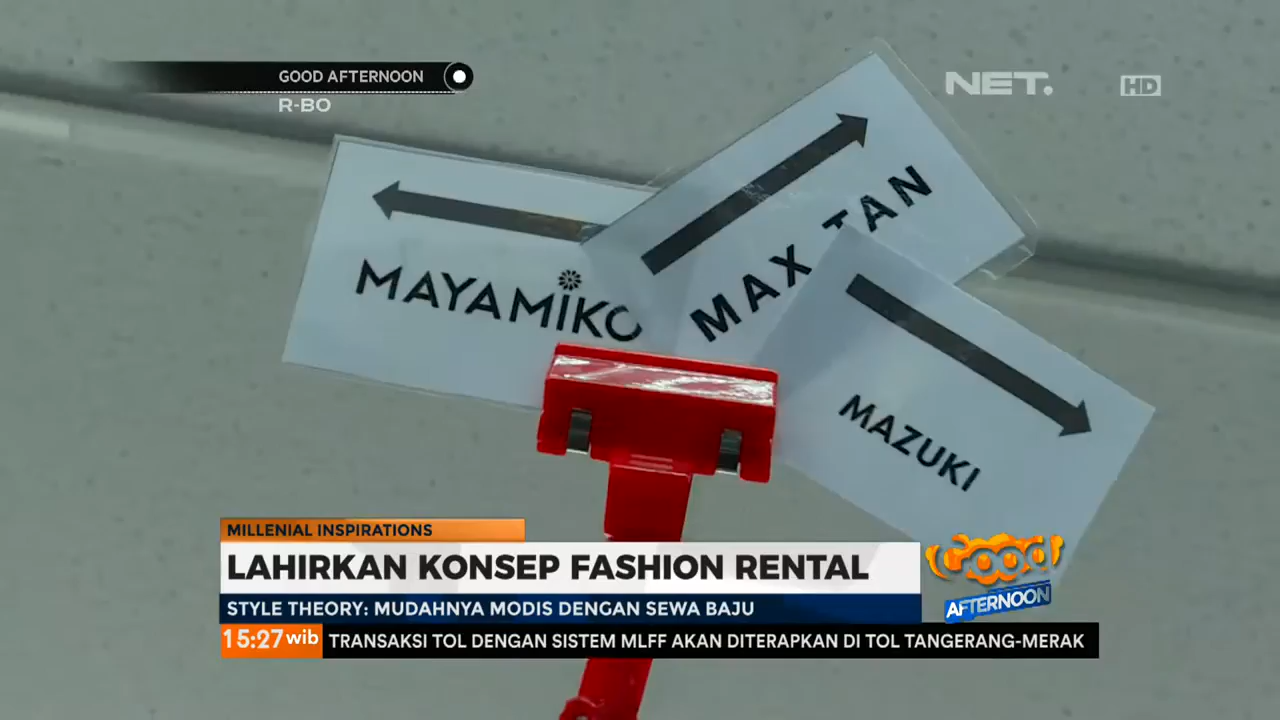 GOOD AFTERNOON
R-BO
NET.
HD
MAYAMIKO
MAX TAN
MAZUKI
MILLENIAL INSPIRATIONS
LAHIRKAN KONSEP FASHION RENTAL
STYLE THEORY: MUDAHNYA MODIS DENGAN SEWA BAJU
Good
AFTERNOON
15:27 wib TRANSAKSI TOL DENGAN SISTEM MLFF AKAN DITERAPKAN DI TOL TANGERANG-MERAK